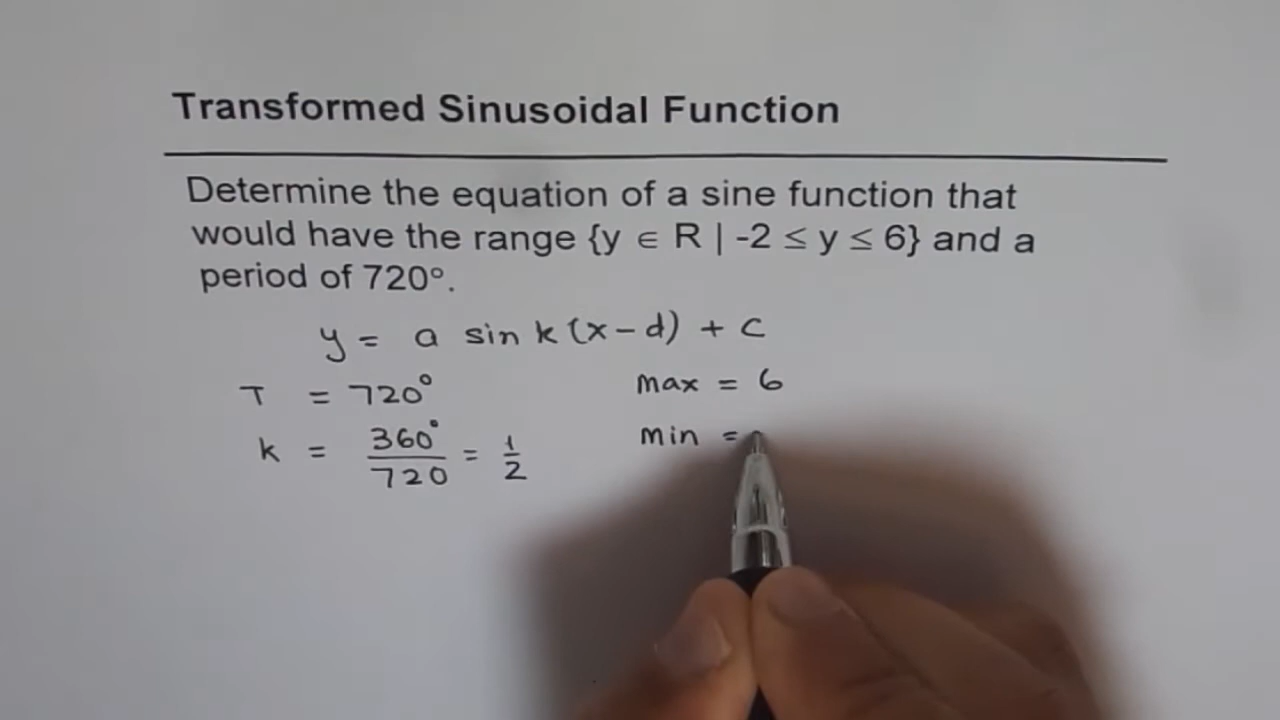 Transformed Sinusoidal Function
Determine the equation of a sine function that
would have the range {y ∈ R | -2 ≤ y ≤ 6} and a
period of 720°.
y = a sin k (x - d) + c
T = 720°
max = 6
k = 360°/720 = 1/2
min =